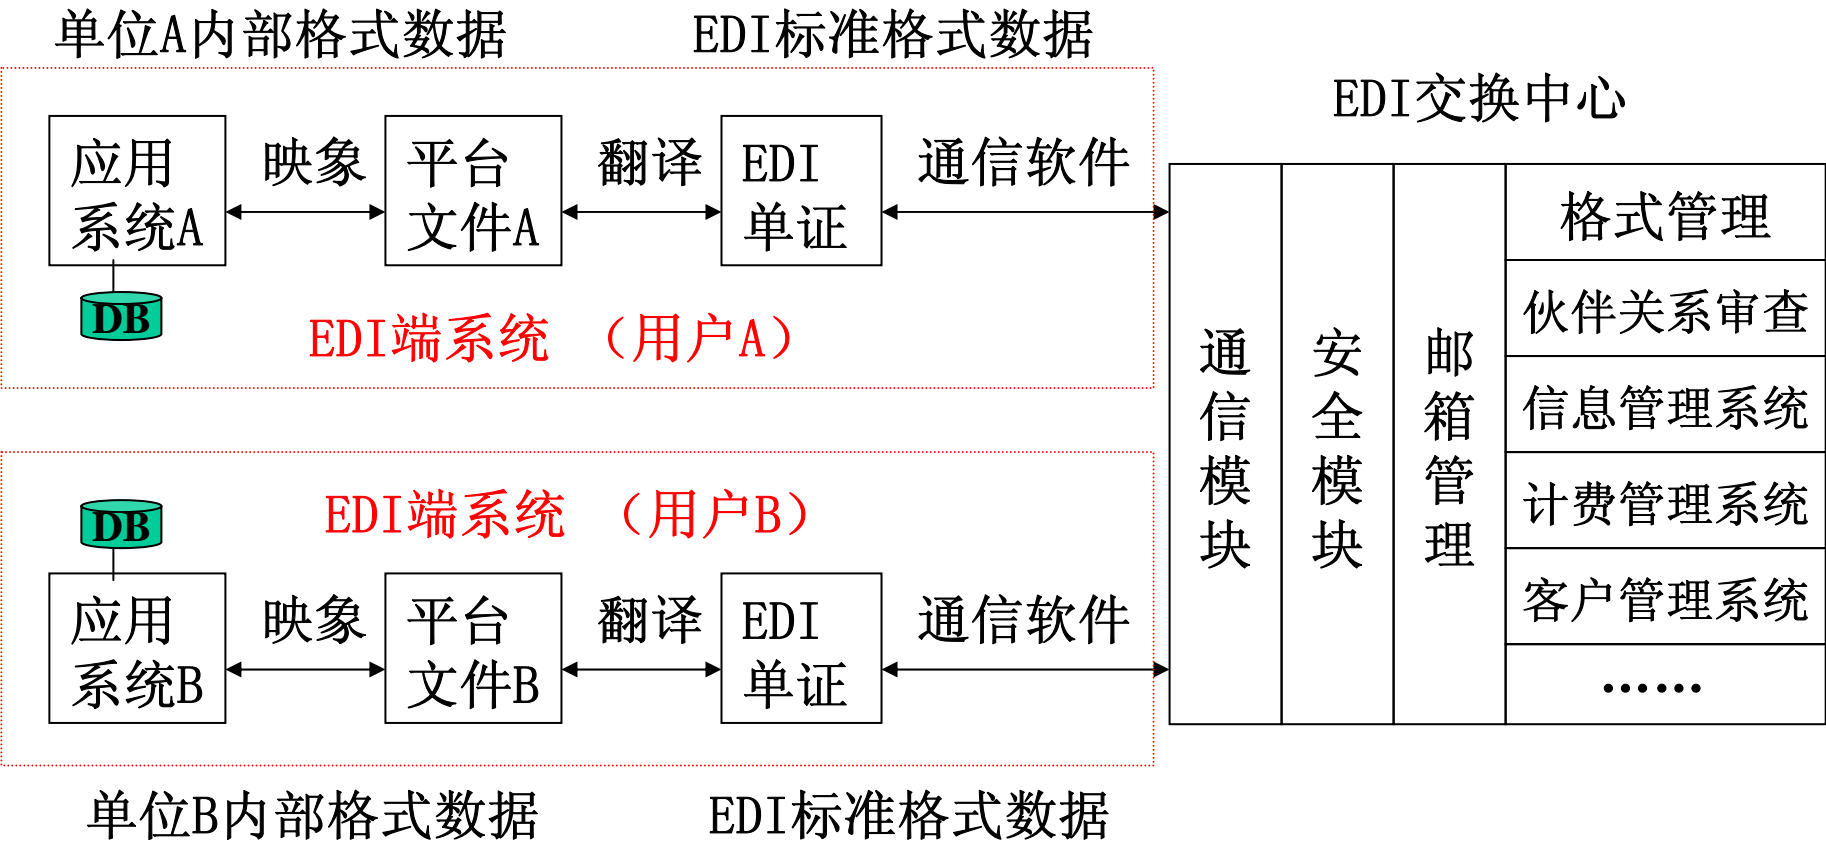 单位A内部格式数据
EDI标准格式数据
EDI交换中心
应用
系统A
映象
平台
文件A
翻译
EDI
单证
通信软件
DB
EDI端系统 （用户A）
EDI端系统 （用户B）
DB
应用
系统B
映象
平台
文件B
翻译
EDI
单证
通信软件
单位B内部格式数据
EDI标准格式数据
通
信
模
块
安
全
模
块
邮
箱
管
理
格式管理
伙伴关系审查
信息管理系统
计费管理系统
客户管理系统
……